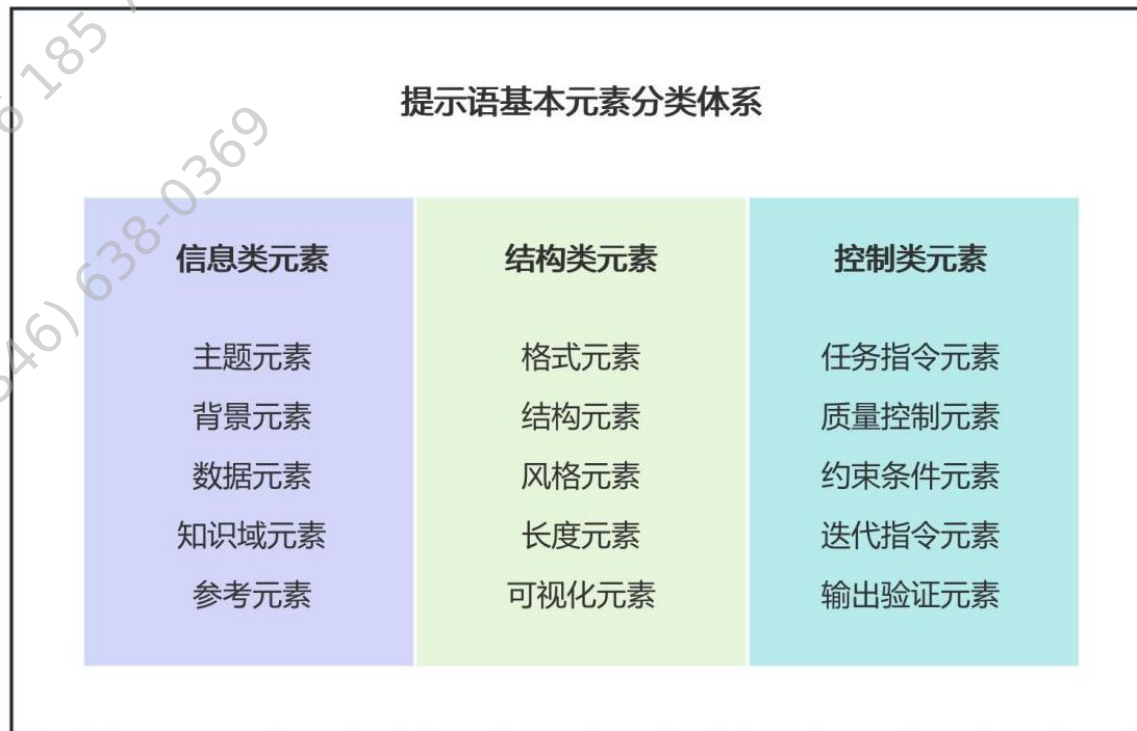 提示语基本元素分类体系
信息类元素
主题元素
背景元素
数据元素
知识域元素
参考元素
结构类元素
格式元素
结构元素
风格元素
长度元素
可视化元素
控制类元素
任务指令元素
质量控制元素
约束条件元素
迭代指令元素
输出验证元素
638-0369
185